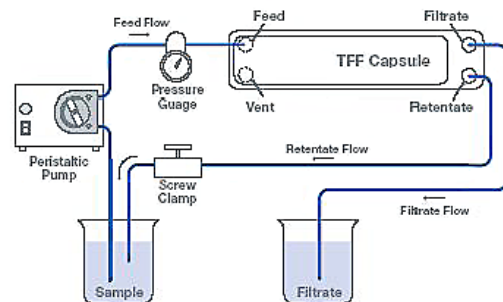 Feed Flow
Feed
Filtrate
TFF Capsule
Pressure
Guage
Vent
Retentate
Peristaltic
Pump
Retentate Flow
Screw
Clamp
Filtrate Flow
Sample
Filtrate